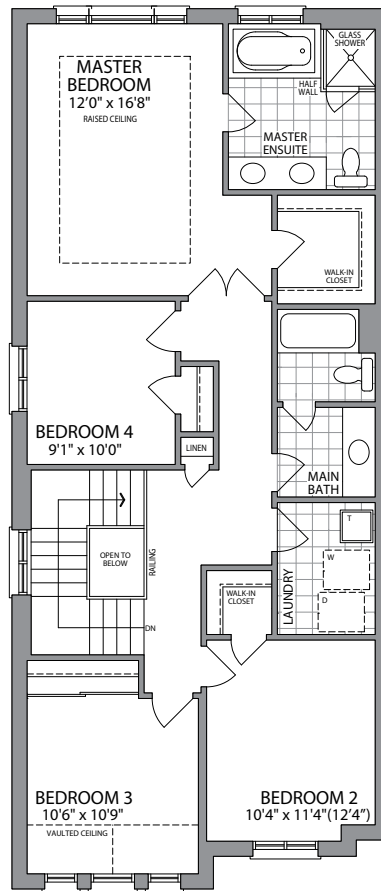 MASTER
BEDROOM
12'0" x 16'8"
RAISED CEILING
GLASS
SHOWER
HALF
WALL
MASTER
ENSUITE
WALK-IN
CLOSET
BEDROOM 4
9'1" x 10'0"
LINEN
MAIN
BATH
OPEN TO
BELOW
RAILING
DN
T
W
D
LAUNDRY
WALK-IN
CLOSET
BEDROOM 3
10'6" x 10'9"
VAULTED CEILING
BEDROOM 2
10'4" x 11'4"(12'4”)